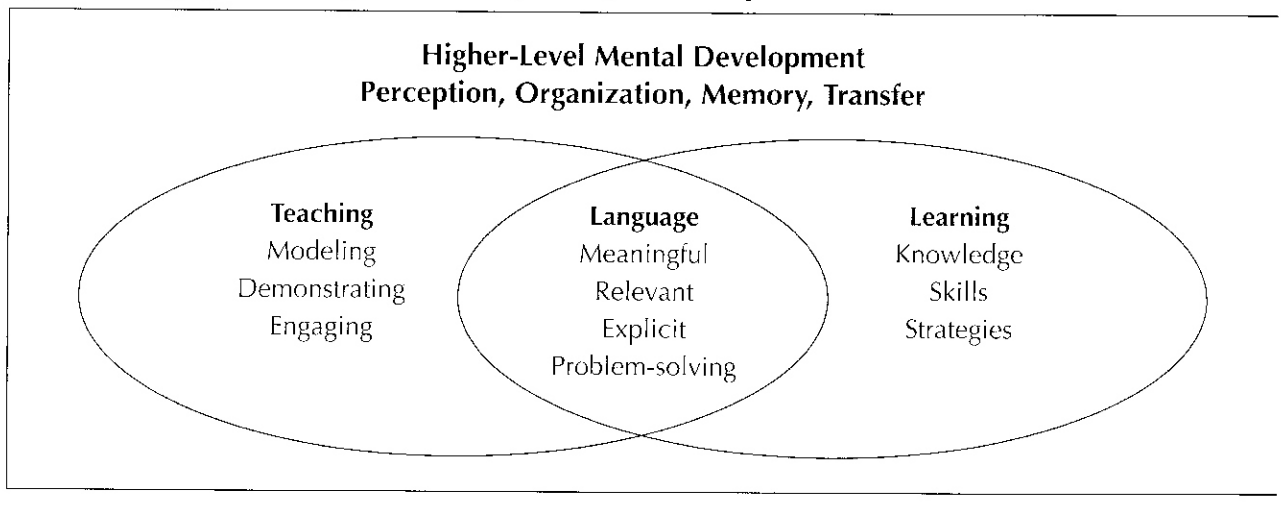 Higher-Level Mental Development
Perception, Organization, Memory, Transfer
Teaching
Modeling
Demonstrating
Engaging
Language
Meaningful
Relevant
Explicit
Problem-solving
Learning
Knowledge
Skills
Strategies